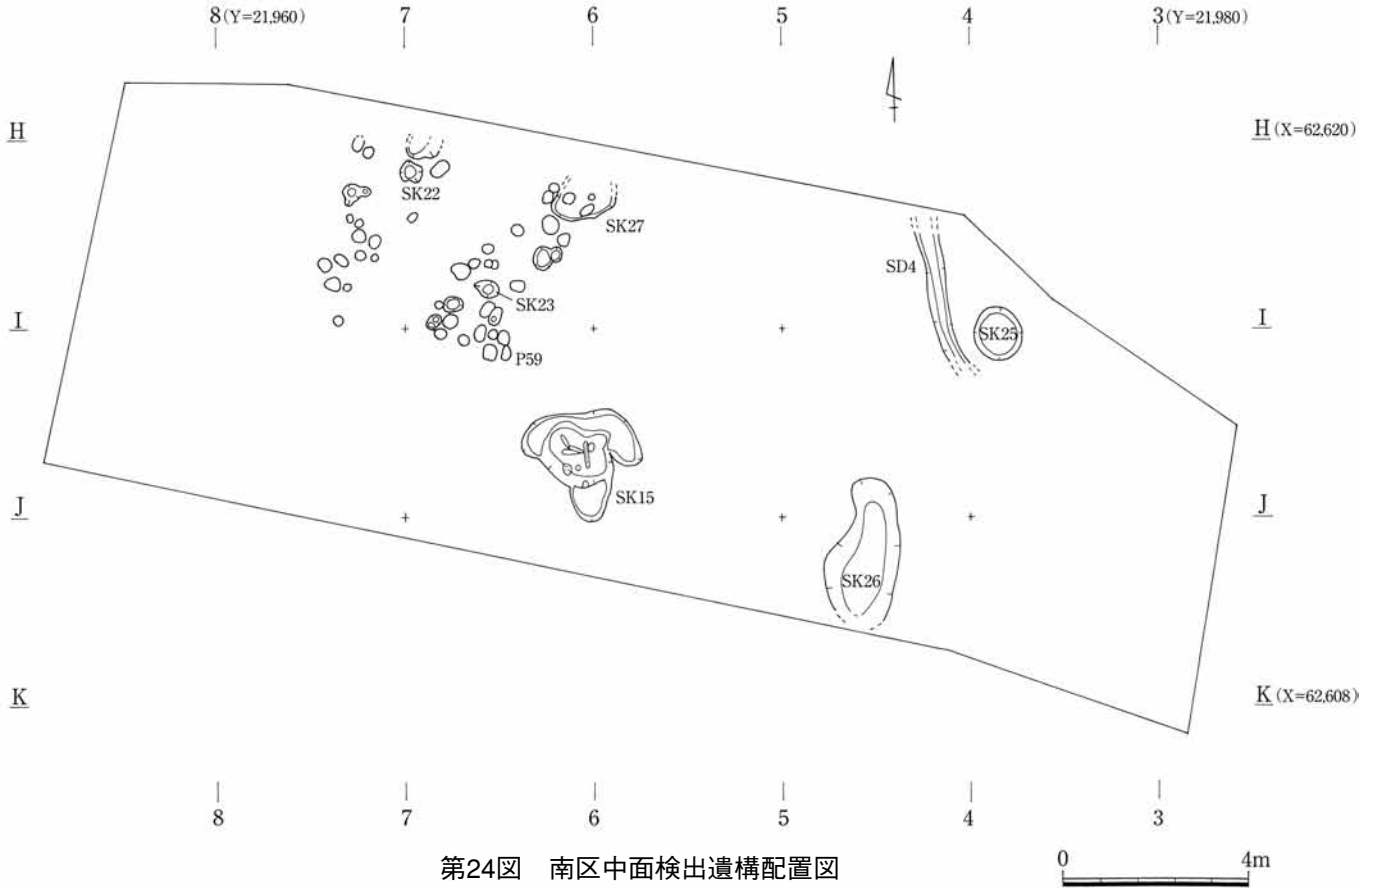 8(Y=21,960) 7 6 5 4 3(Y=21,980)
H H(X=62,620)
SK22
SK27
SD4
SK23
I I
SK25
P59
SK15
J J
SK26
K K(X=62,608)
8 7 6 5 4 3
第24図 南区中面検出遺構配置図
0 4m